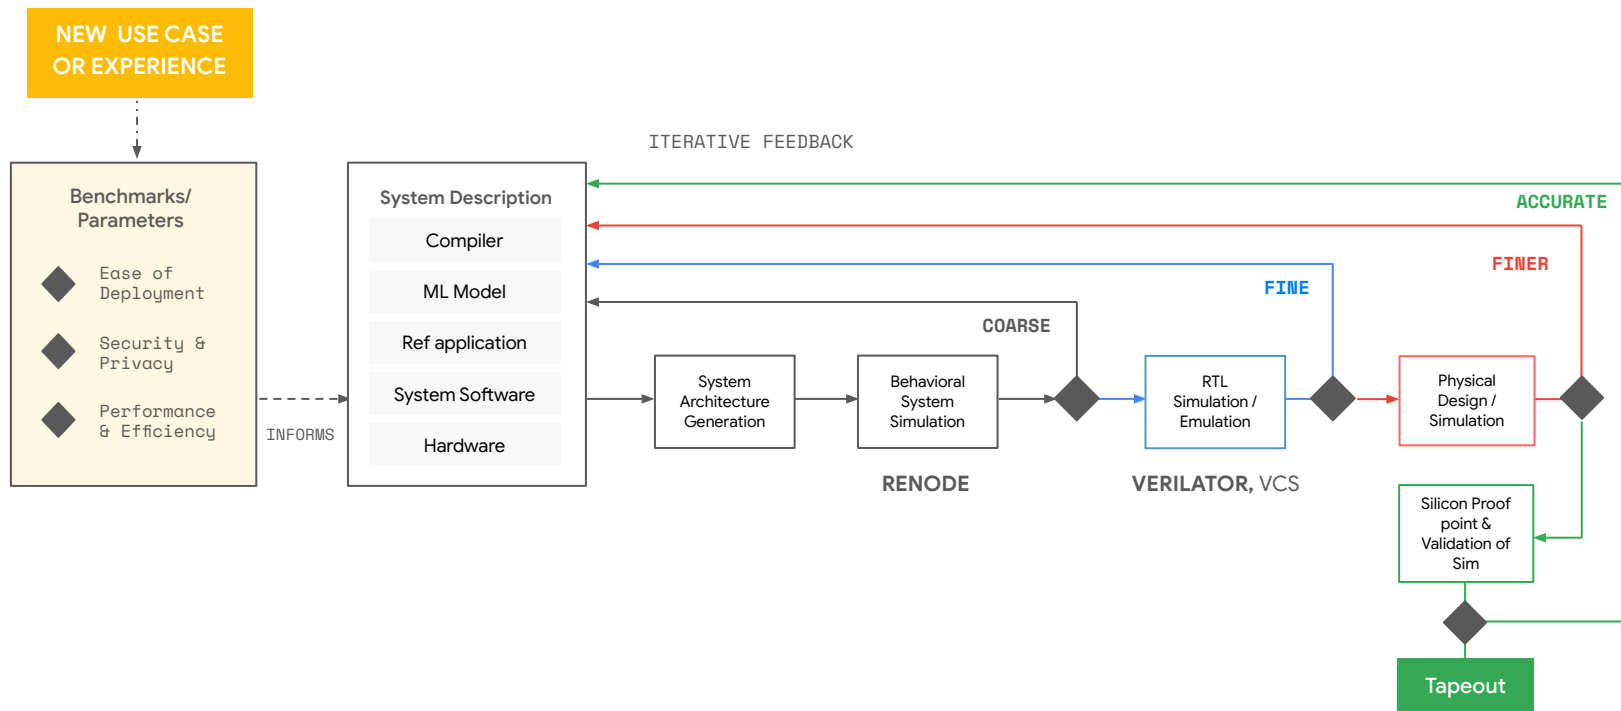 NEW USE CASE
OR EXPERIENCE
Benchmarks/
Parameters
Ease of
Deployment
Security &
Privacy
Performance
& Efficiency
INFORMS
System Description
Compiler
ML Model
Ref application
System Software
Hardware
ITERATIVE FEEDBACK
ACCURATE
FINER
FINE
COARSE
System
Architecture
Generation
Behavioral
System
Simulation
RENODE
RTL
Simulation /
Emulation
VERILATOR, VCS
Physical
Design /
Simulation
Silicon Proof
point &
Validation of
Sim
Tapeout